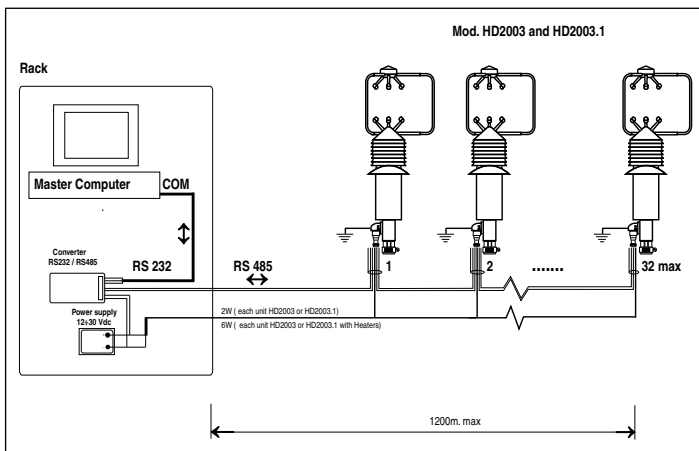 Mod. HD2003 and HD2003.1
Rack
Master Computer
COM
Converter
RS232 / RS485
RS 232
RS 485
1
2
.......
32 max
Power supply
12÷30 Vdc
2W ( each unit HD2003 or HD2003.1)
6W ( each unit HD2003 or HD2003.1 with Heaters)
1200m. max